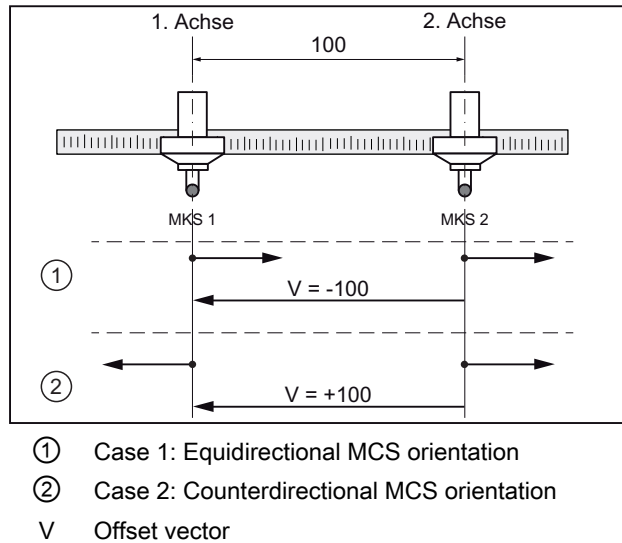 1. Achse 2. Achse
100
MKS 1 MKS 2
1
V = -100
2
V = +100
① Case 1: Equidirectional MCS orientation
② Case 2: Counterdirectional MCS orientation
V Offset vector